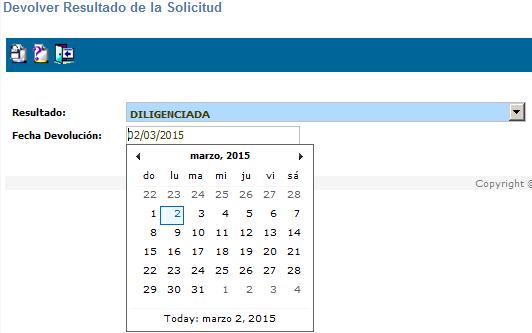 Devolver Resultado de la Solicitud
Resultado: DILIGENCIADA
Fecha Devolución: 02/03/2015
marzo, 2015
do lu ma mi ju vi sá
22 23 24 25 26 27 28
1 2 3 4 5 6 7
8 9 10 11 12 13 14
15 16 17 18 19 20 21
22 23 24 25 26 27 28
29 30 31 1 2 3 4
Today: marzo 2, 2015
Copyright ©